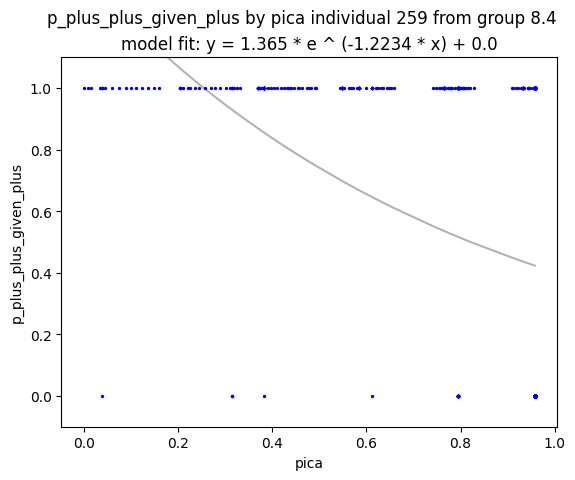 p_plus_plus_given_plus by pica individual 259 from group 8.4
model fit: y = 1.365 * e ^ (-1.2234 * x) + 0.0
1.0
0.8
0.6
0.4
0.2
0.0
p_plus_plus_given_plus
0.0 0.2 0.4 0.6 0.8 1.0
pica